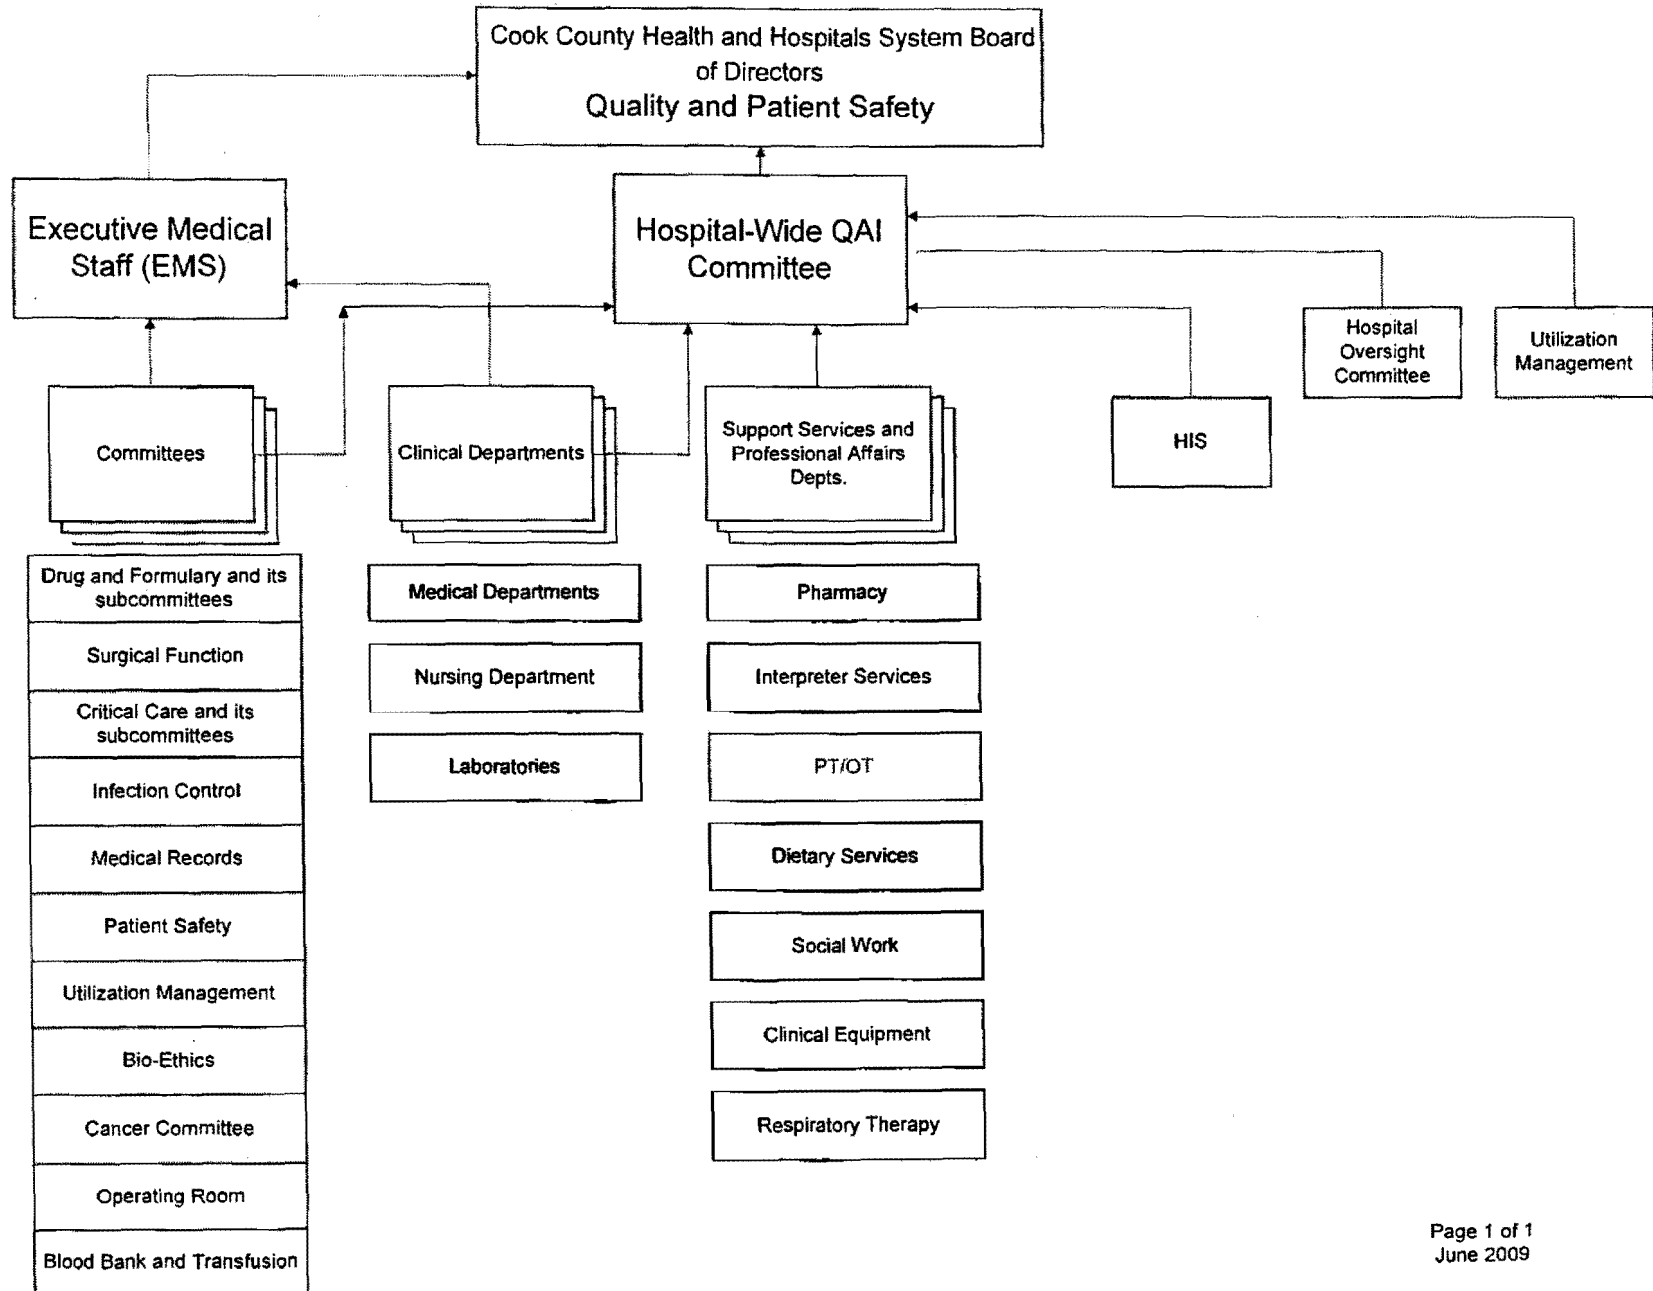 Cook County Health and Hospitals System Board
of Directors
Quality and Patient Safety
Executive Medical
Staff (EMS)
Hospital-Wide QAI
Committee
Hospital
Oversight
Committee
Utilization
Management
Committees
Clinical Departments
Support Services and
Professional Affairs
Depts.
HIS
Drug and Formulary and its
subcommittees
Surgical Function
Critical Care and its
subcommittees
Infection Control
Medical Records
Patient Safety
Utilization Management
Bio-Ethics
Cancer Committee
Operating Room
Blood Bank and Transfusion
Medical Departments
Nursing Department
Laboratories
Pharmacy
Interpreter Services
PT/OT
Dietary Services
Social Work
Clinical Equipment
Respiratory Therapy
Page 1 of 1
June 2009